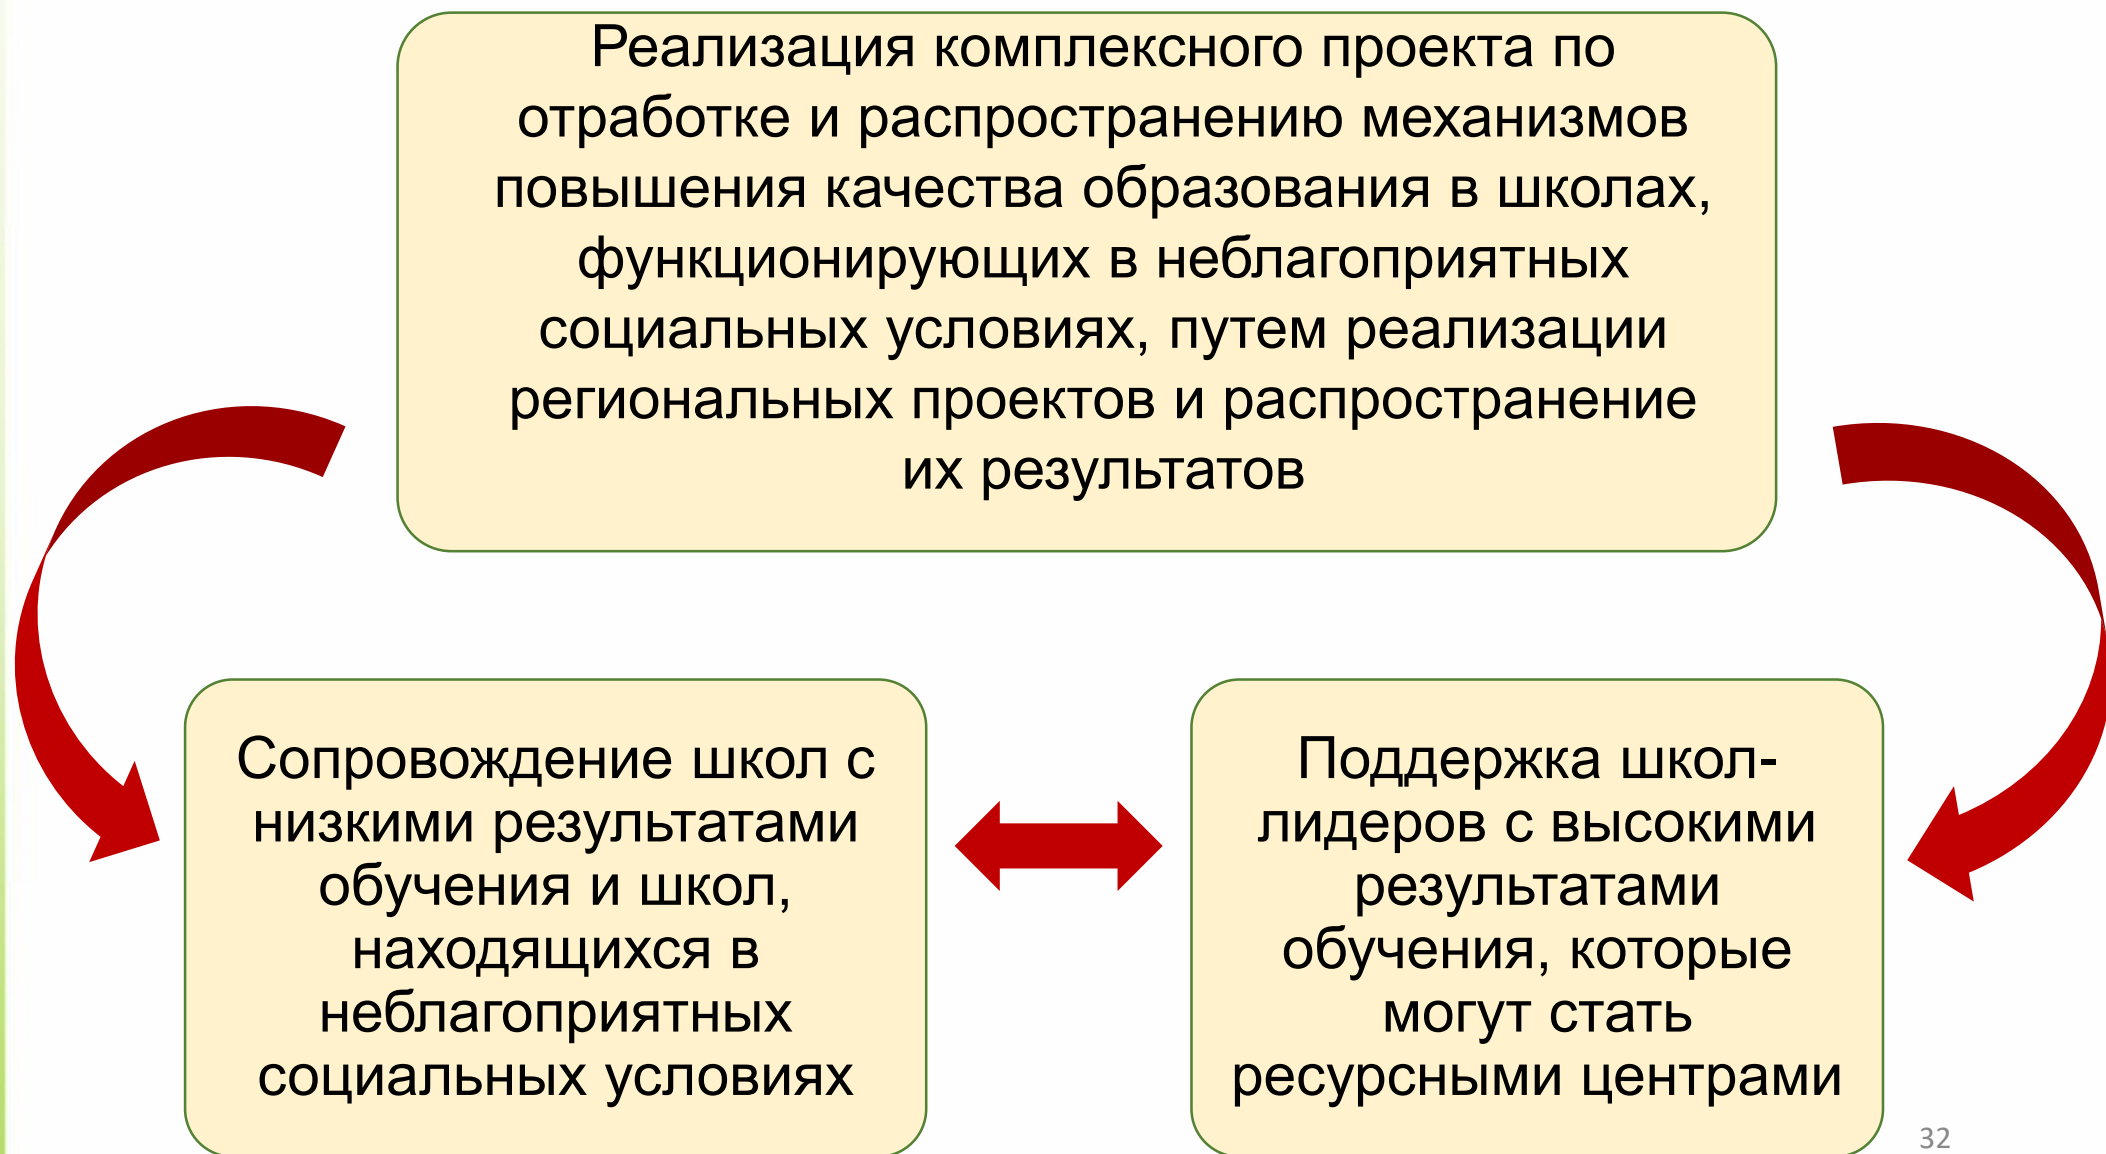 Реализация комплексного проекта по
отработке и распространению механизмов
повышения качества образования в школах,
функционирующих в неблагоприятных
социальных условиях, путем реализации
региональных проектов и распространение
их результатов
Сопровождение школ с
низкими результатами
обучения и школ,
находящихся в
неблагоприятных
социальных условиях
Поддержка школ-
лидеров с высокими
результатами
обучения, которые
могут стать
ресурсными центрами
32